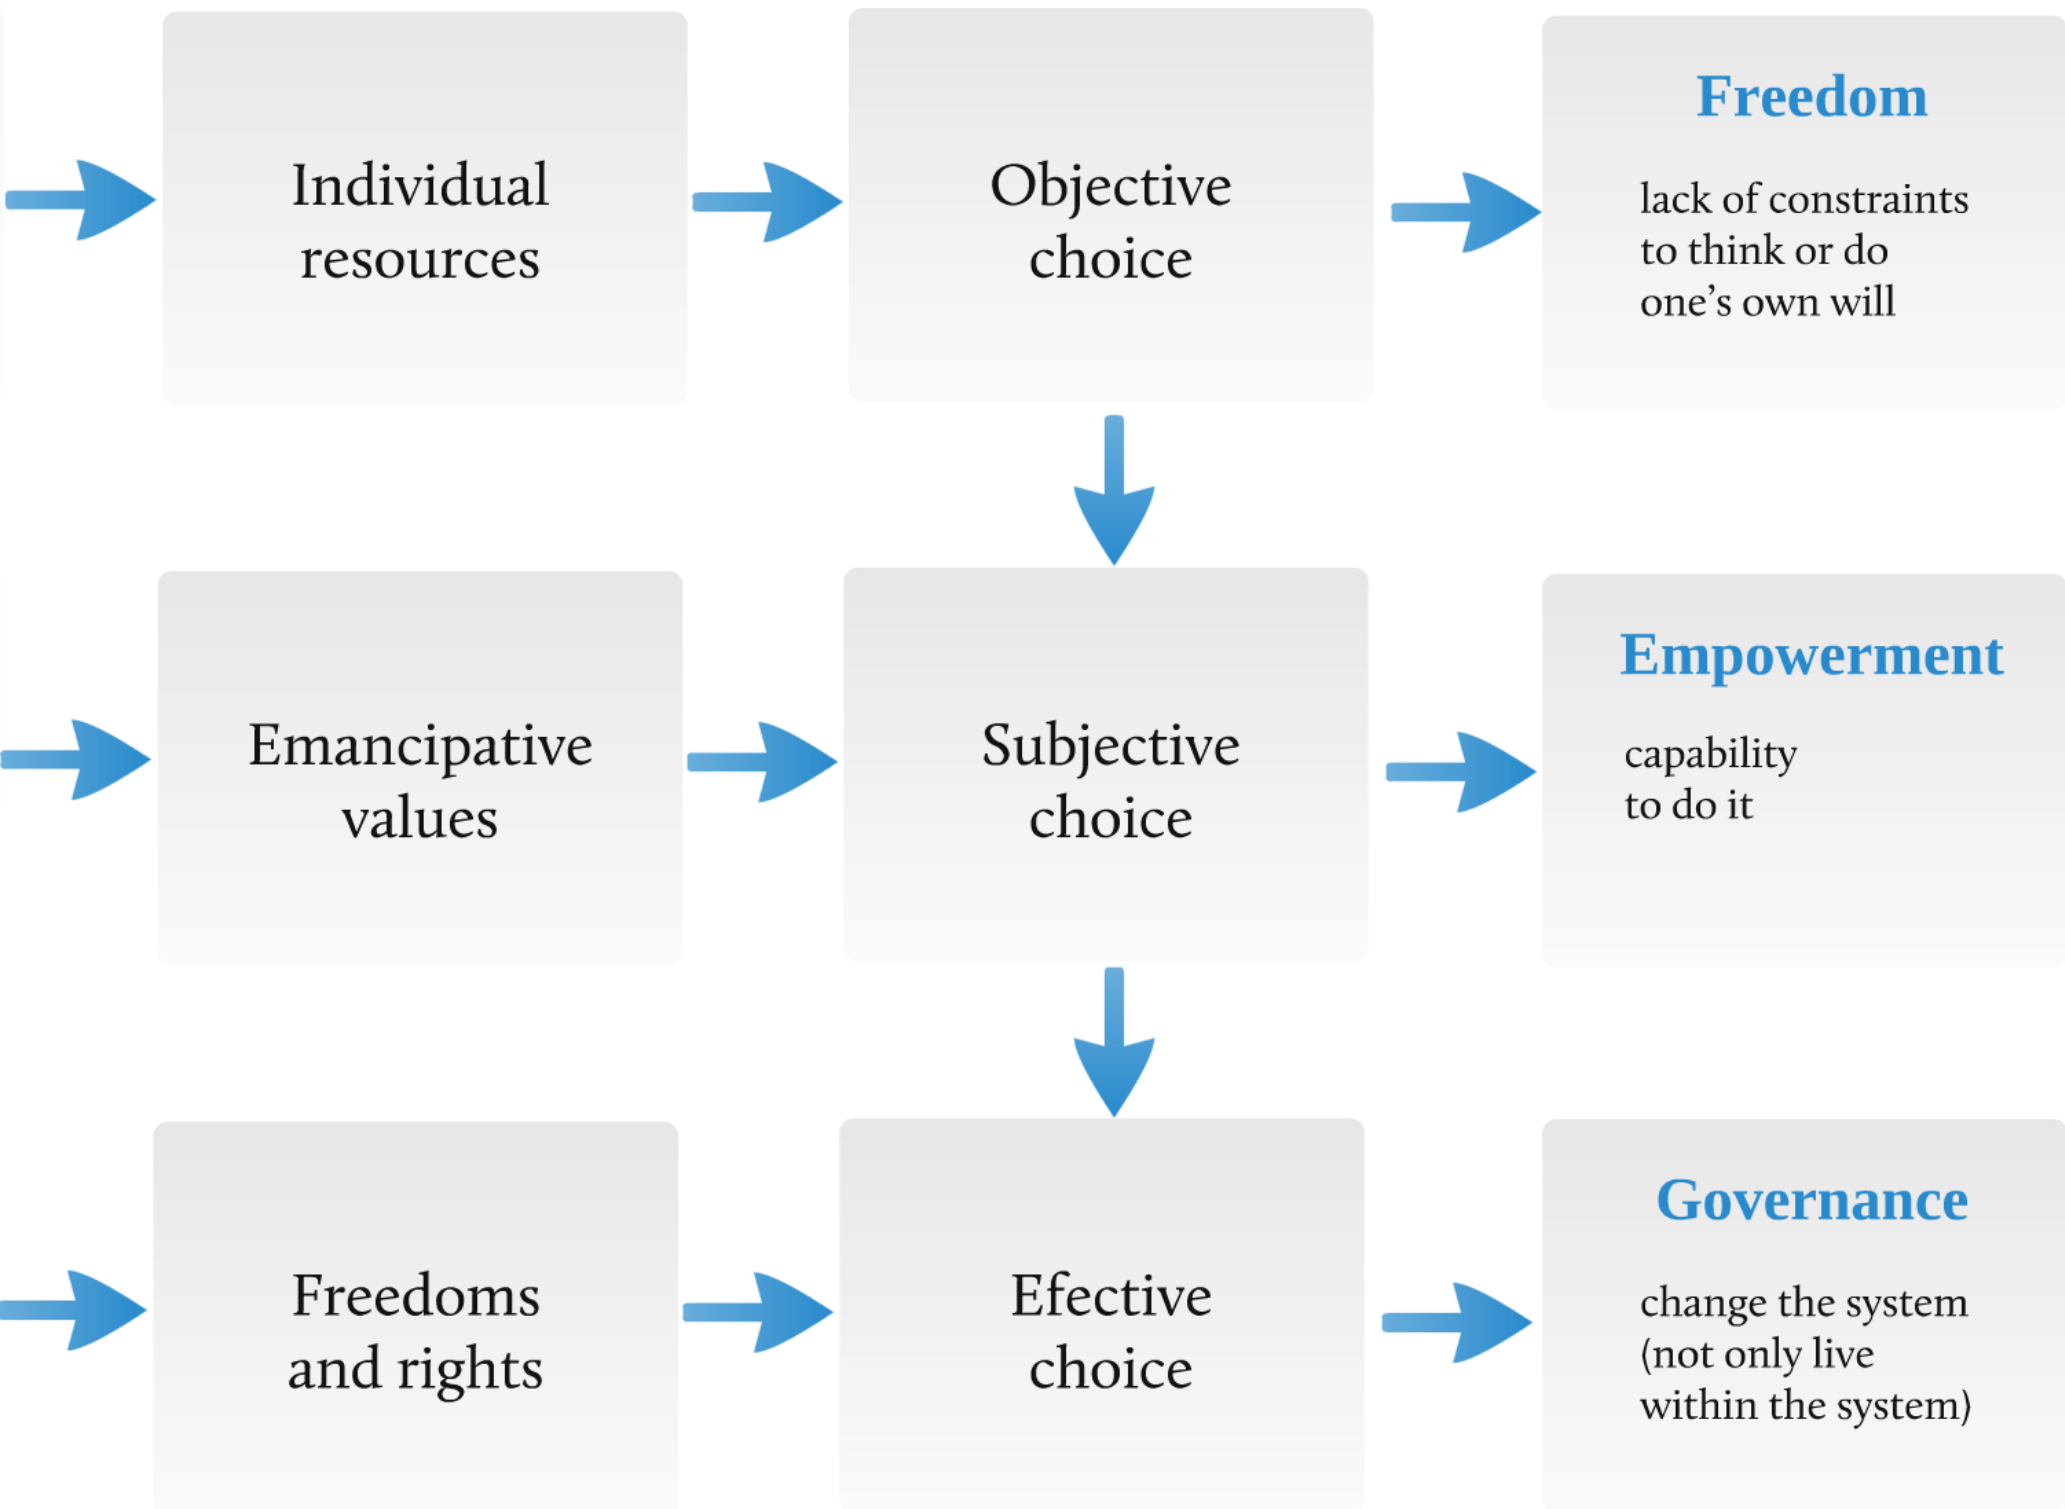 Individual
resources
Objective
choice
Freedom
lack of constraints
to think or do
one’s own will
Emancipative
values
Subjective
choice
Empowerment
capability
to do it
Freedoms
and rights
Efective
choice
Governance
change the system
(not only live
within the system)